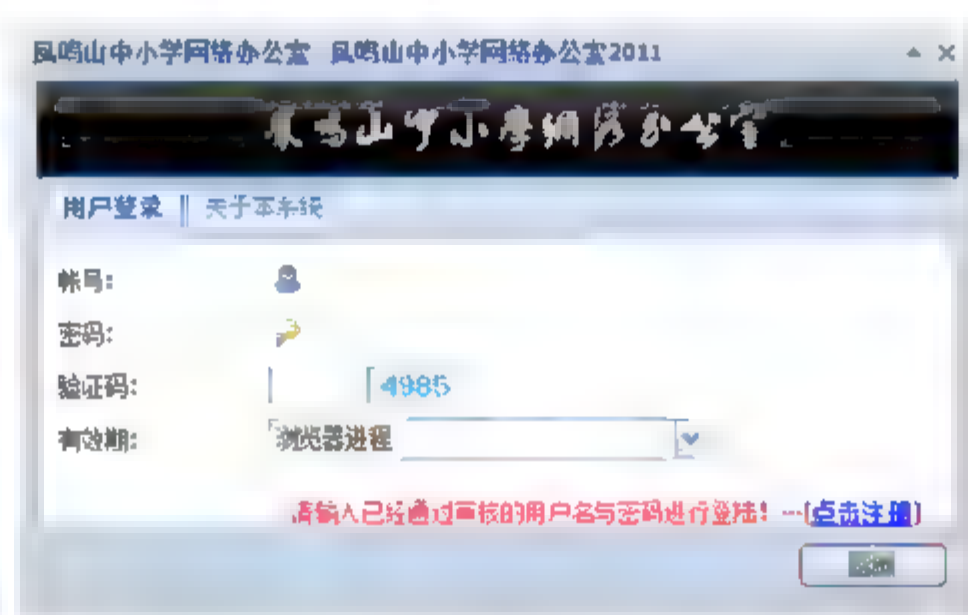 凤鸣山中小学网络办公室 凤鸣山中小学网络办公室2011
凤鸣山中小学网络办公室
用户登录 关于本系统
帐号:
密码:
验证码: 4985
有效期: 浏览器进程
请输入已经通过审核的用户名与密码进行登陆! --[点击注册]